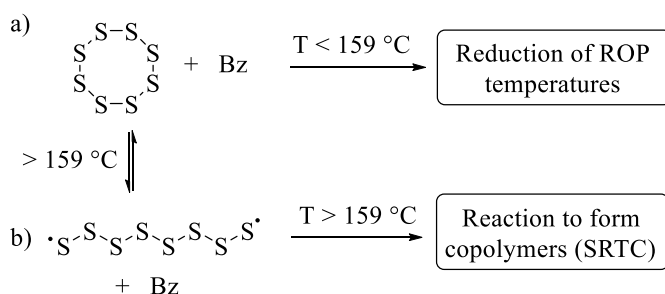 a)
S-S
S S
S S
S-S
+ Bz
T < 159 °C
Reduction of ROP
temperatures
> 159 °C
b)
·S-S-S-S-S-S-S-S·
+ Bz
T > 159 °C
Reaction to form
copolymers (SRTC)